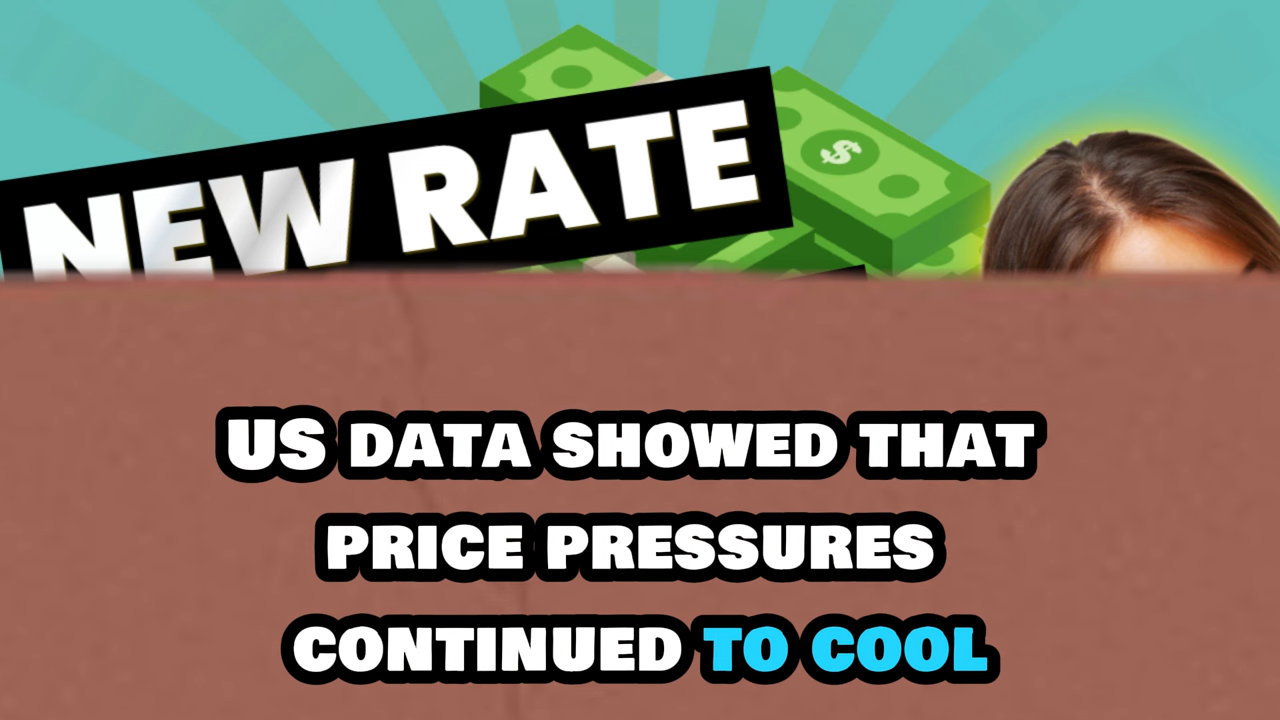 NEW RATE
$
US DATA SHOWED THAT
PRICE PRESSURES
CONTINUED TO COOL